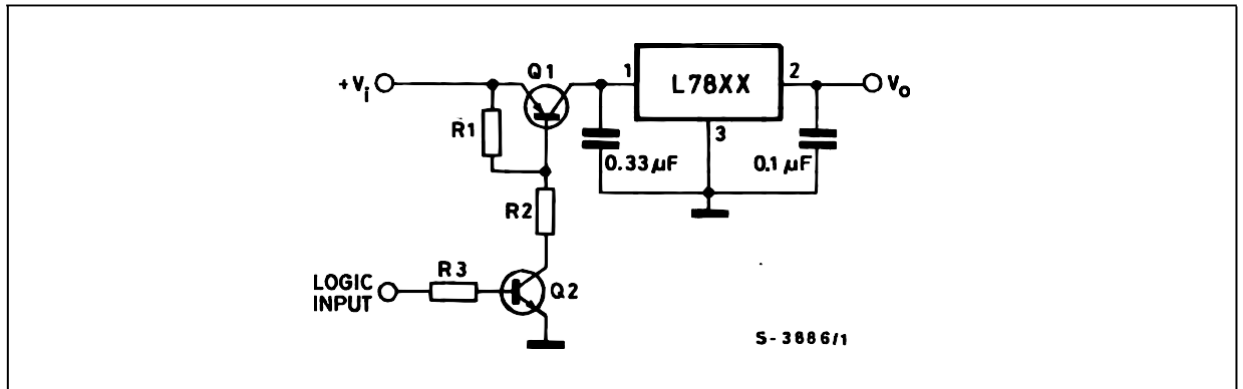 Q1
1
L78XX
2
+Vi
Vo
R1
3
0.33µF
0.1µF
R2
LOGIC
INPUT
R3
Q2
S-3886/1